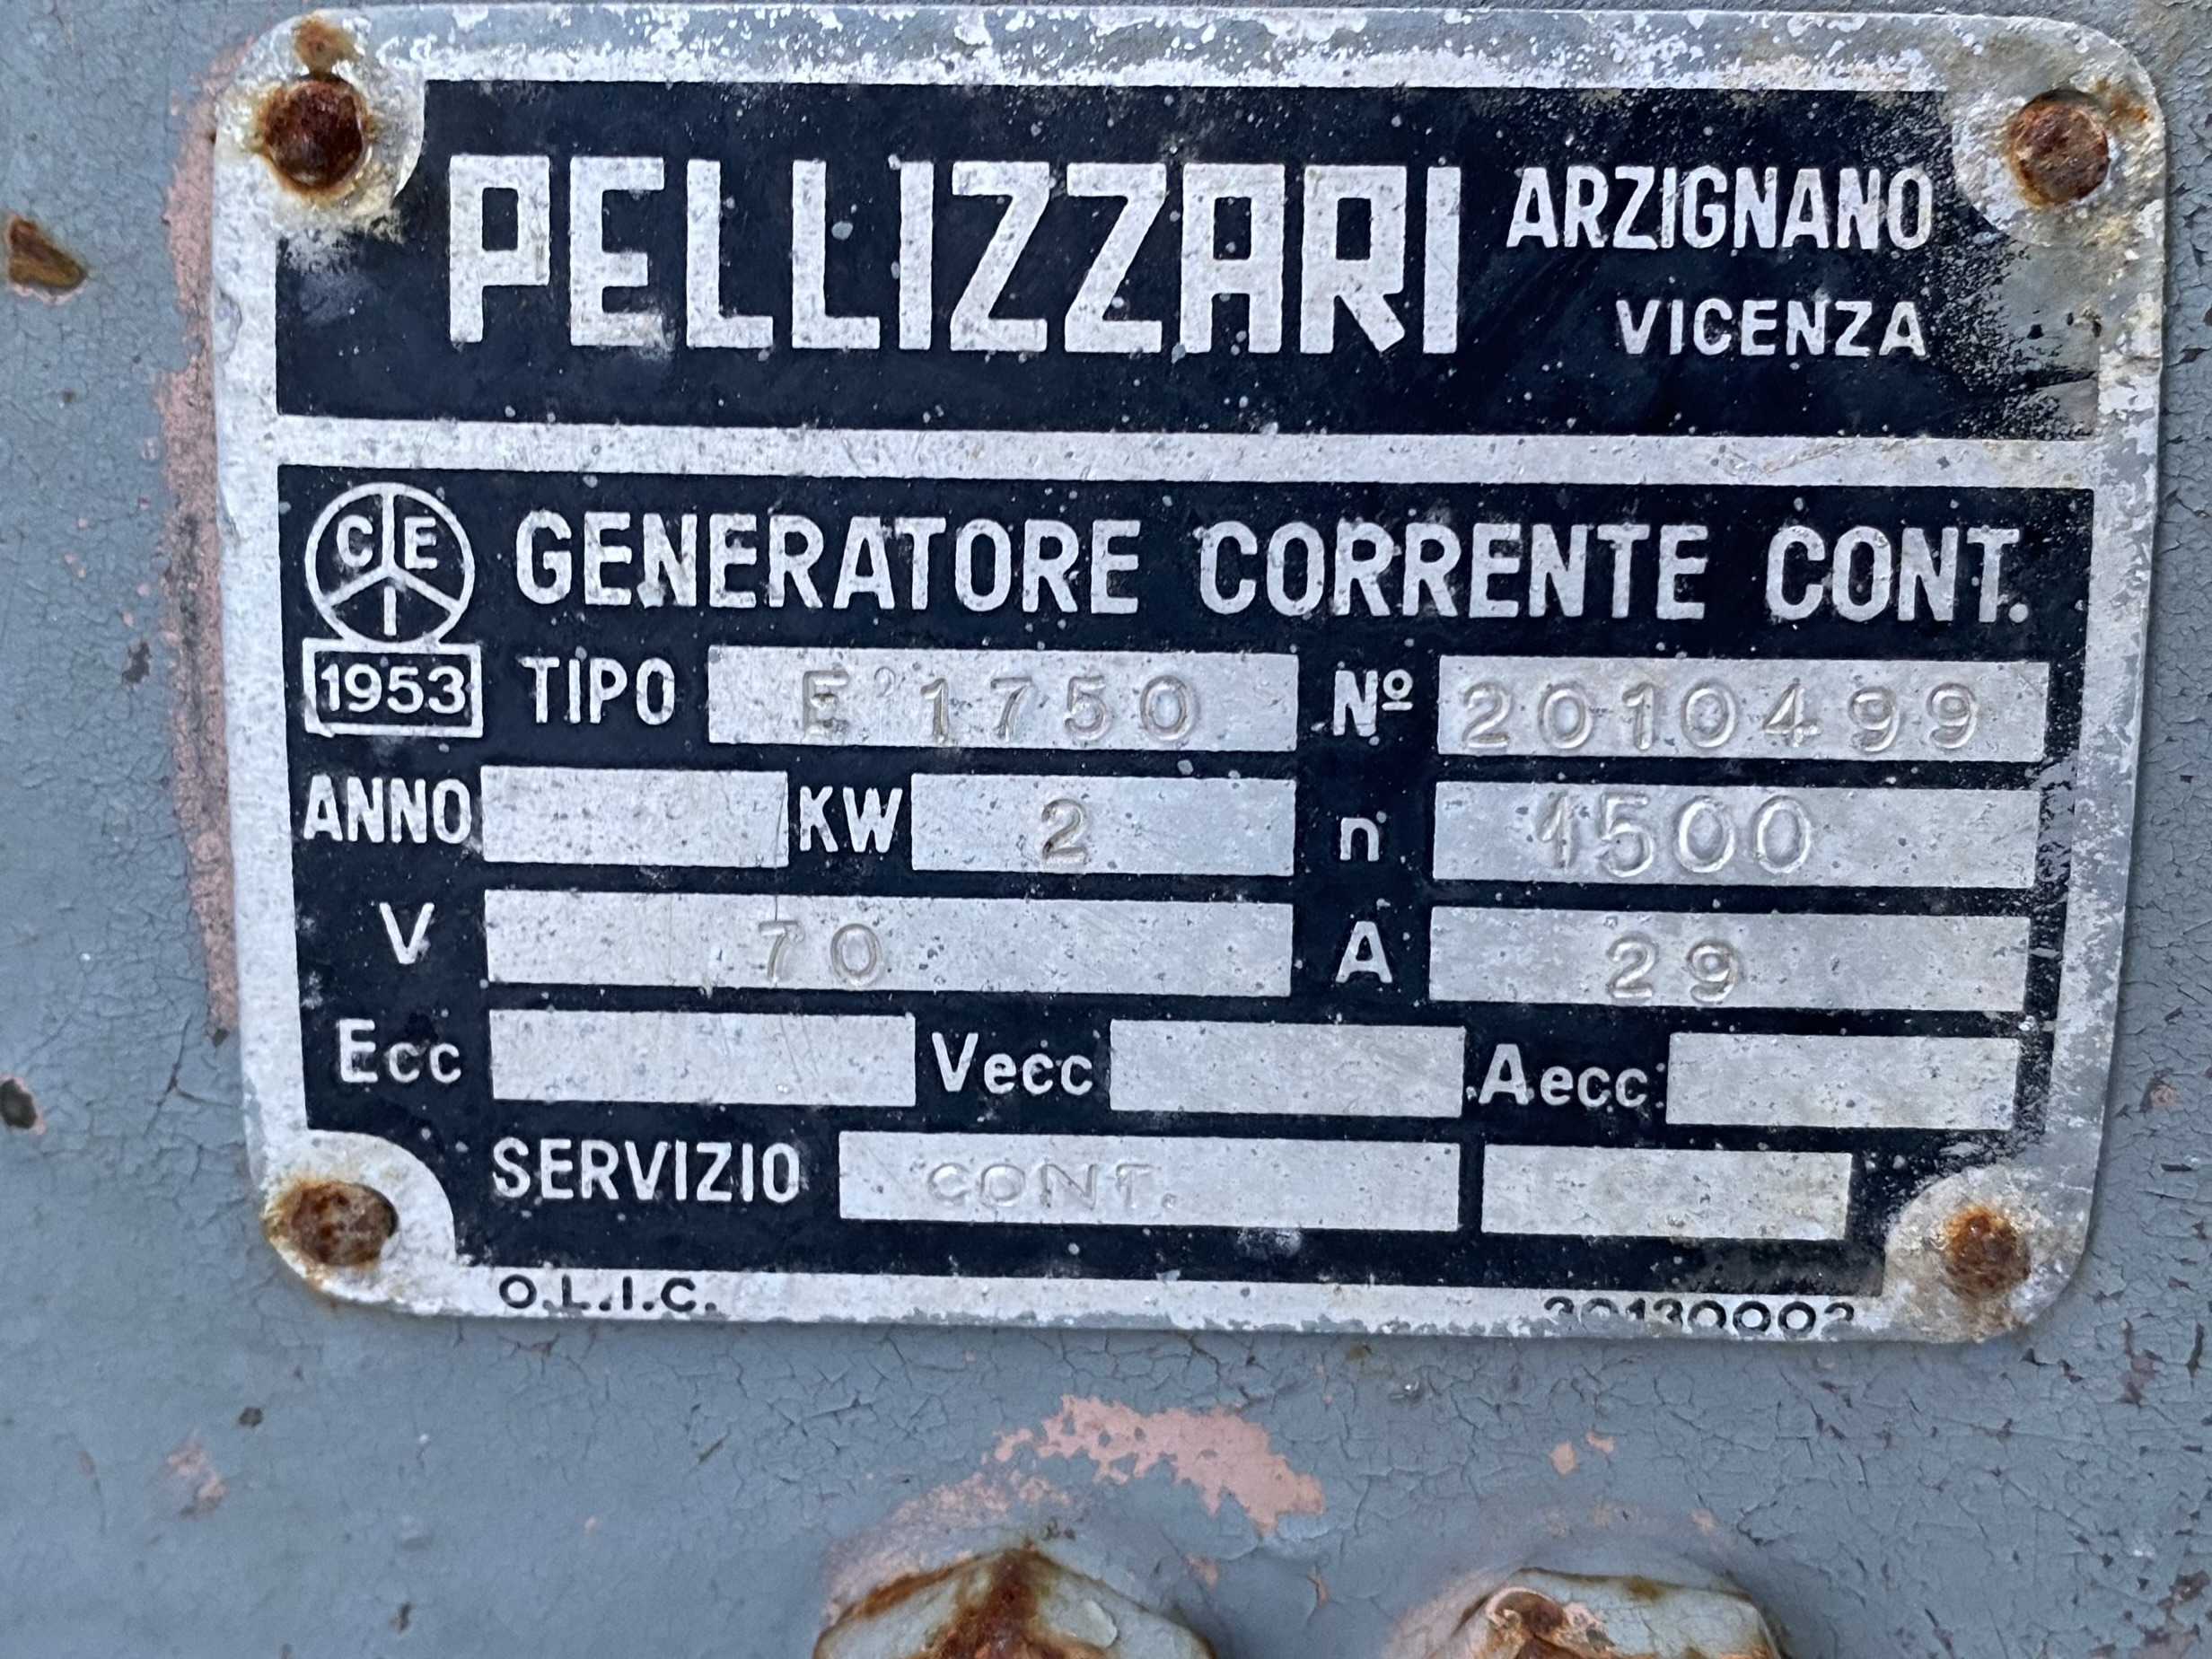 PELLIZZARI ARZIGNANO
VICENZA
CEI GENERATORE CORRENTE CONT.
1953 TIPO E 1750 Nº 2010499
ANNO KW 2 n 1500
V 70 A 29
Ecc Vecc Aecc
SERVIZIO CONT.
O.L.I.C.